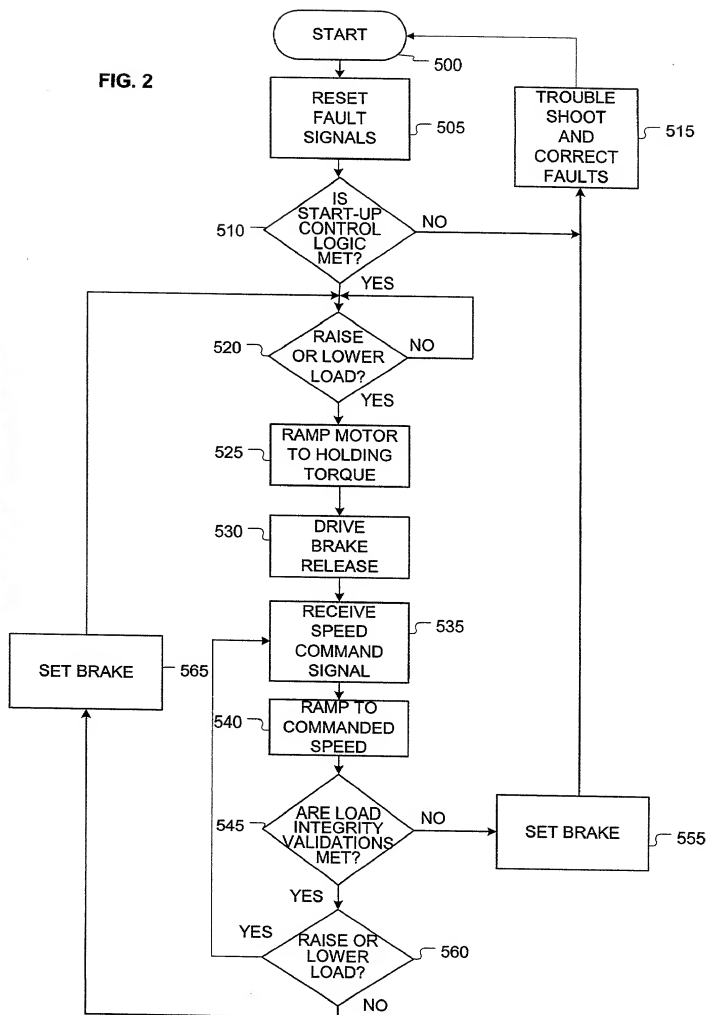 FIG. 2
START
500
RESET
FAULT
SIGNALS
505
TROUBLE
SHOOT
AND
CORRECT
FAULTS
515
IS
START-UP
CONTROL
LOGIC
MET?
510
NO
YES
RAISE
OR LOWER
LOAD?
520
NO
YES
RAMP MOTOR
TO HOLDING
TORQUE
525
DRIVE
BRAKE
RELEASE
530
RECEIVE
SPEED
COMMAND
SIGNAL
535
SET BRAKE
565
RAMP TO
COMMANDED
SPEED
540
ARE LOAD
INTEGRITY
VALIDATIONS
MET?
545
NO
SET BRAKE
555
YES
YES
RAISE OR
LOWER
LOAD?
560
NO